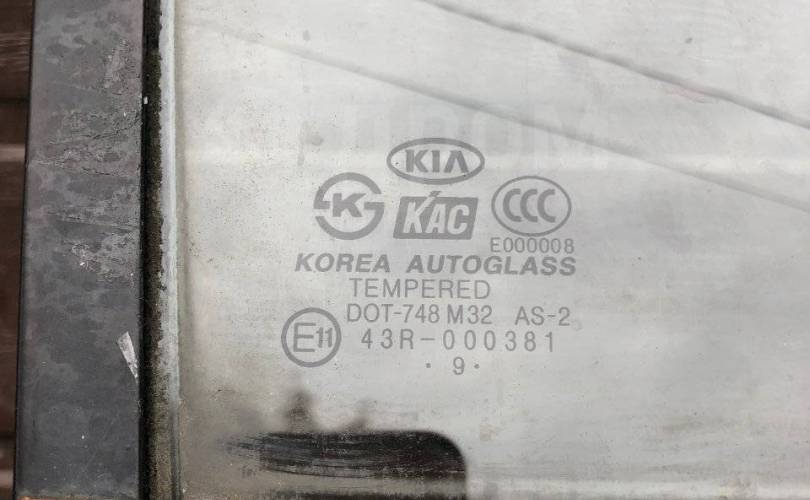 KIA
K KAC CCC
E000008
KOREA AUTOGLASS
TEMPERED
DOT-748 M32 AS-2
E11 43R-000381
· 9 ·